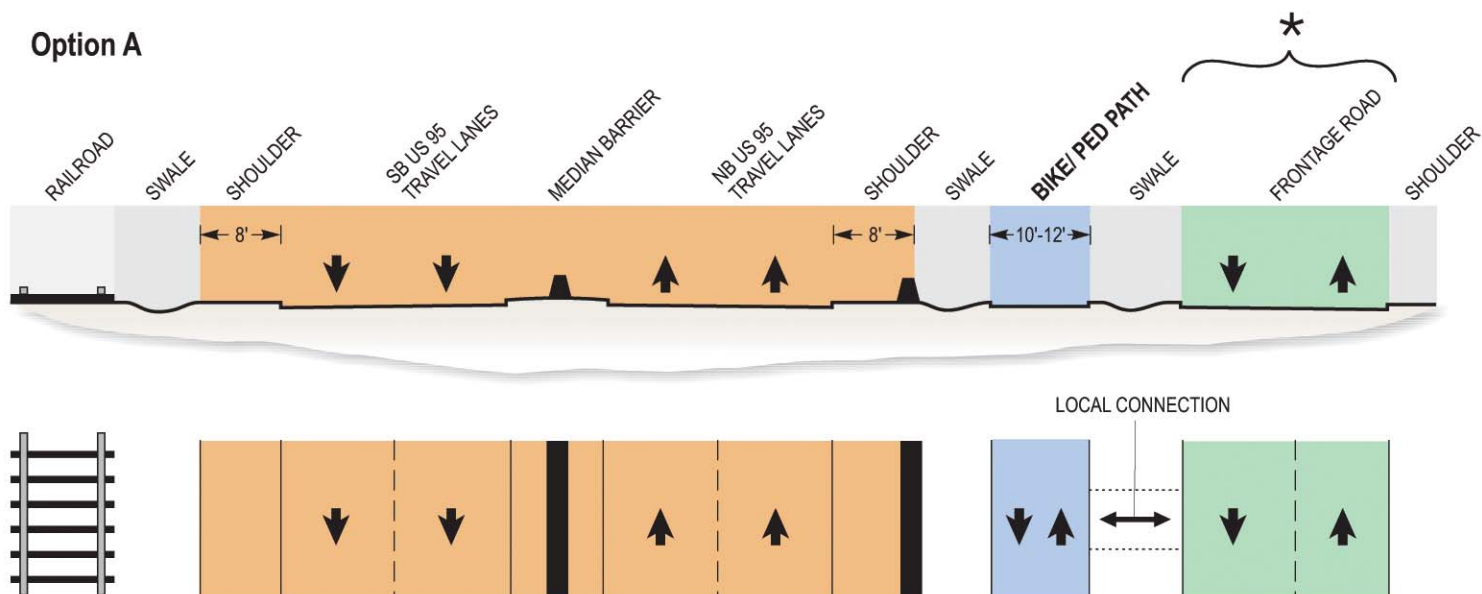 Option A
*
RAILROAD
SWALE
SHOULDER
SB US 95
TRAVEL LANES
MEDIAN BARRIER
NB US 95
TRAVEL LANES
SHOULDER
SWALE
BIKE/ PED PATH
SWALE
FRONTAGE ROAD
SHOULDER
8'
8'
10'-12'
LOCAL CONNECTION